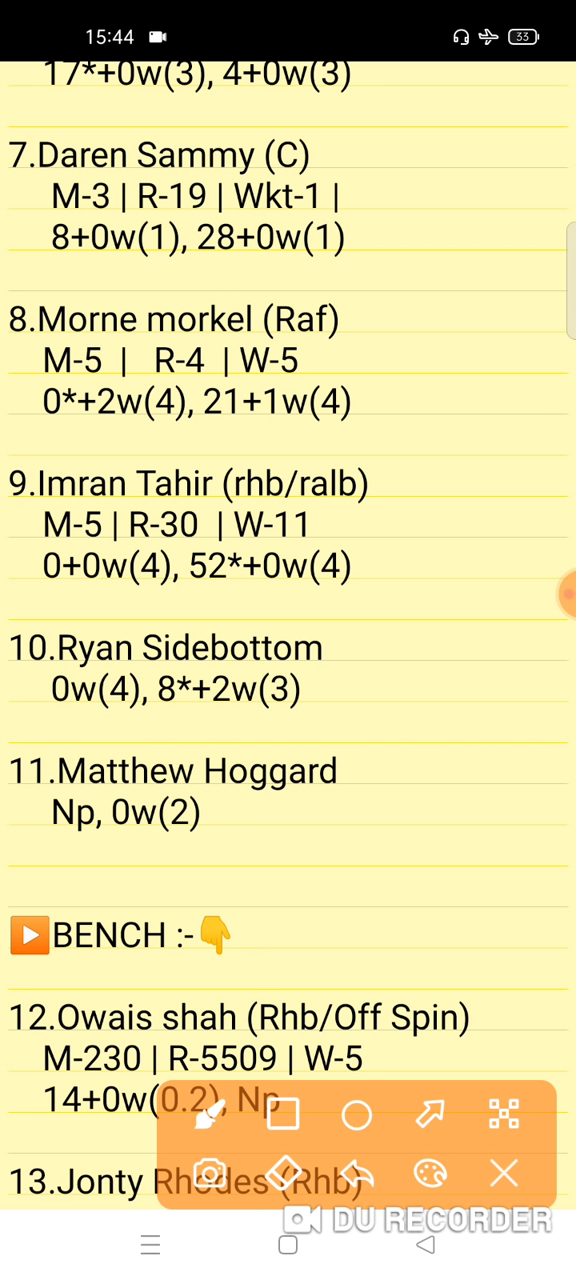 15:44
33
17*+0w(3), 4+0w(3)
7.Daren Sammy (C)
M-3 | R-19 | Wkt-1 |
8+0w(1), 28+0w(1)
8.Morne morkel (Raf)
M-5 | R-4 | W-5
0*+2w(4), 21+1w(4)
9.Imran Tahir (rhb/ralb)
M-5 | R-30 | W-11
0+0w(4), 52*+0w(4)
10.Ryan Sidebottom
0w(4), 8*+2w(3)
11.Matthew Hoggard
Np, 0w(2)
▶️BENCH :-👇
12.Owais shah (Rhb/Off Spin)
M-230 | R-5509 | W-5
14+0w(0.2), Np
13.Jonty Rhodes (Rhb)
DU RECORDER